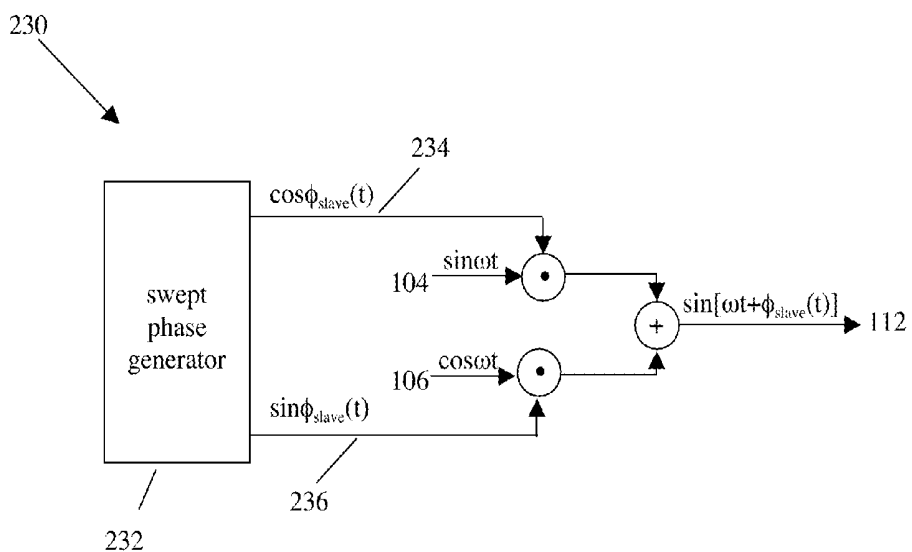 230
234
cosϕslave(t)
sinωt
104
swept
phase
generator
sin[ωt+ϕslave(t)]
112
+
cosωt
106
sinϕslave(t)
236
232